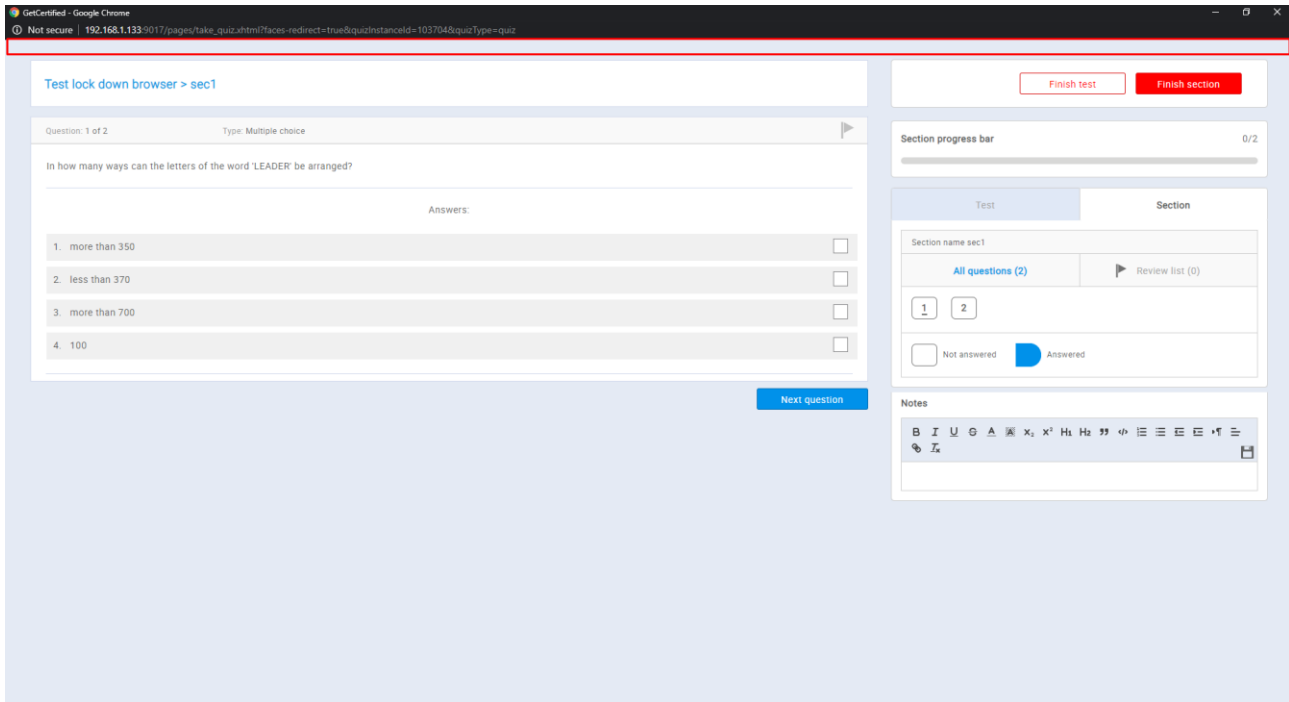 GetCertified - Google Chrome
Not secure | 192.168.1.133:9017/pages/take_quiz.xhtml?faces-redirect=true&quizInstanceId=103704&quizType=quiz
Test lock down browser > sec1
Finish test
Finish section
Question: 1 of 2
Type: Multiple choice
In how many ways can the letters of the word 'LEADER' be arranged?
Answers:
1. more than 350
2. less than 370
3. more than 700
4. 100
Next question
Section progress bar
0/2
Test
Section
Section name sec1
All questions (2)
Review list (0)
1
2
Not answered
Answered
Notes
B I U S A A X₂ X² H₁ H₂